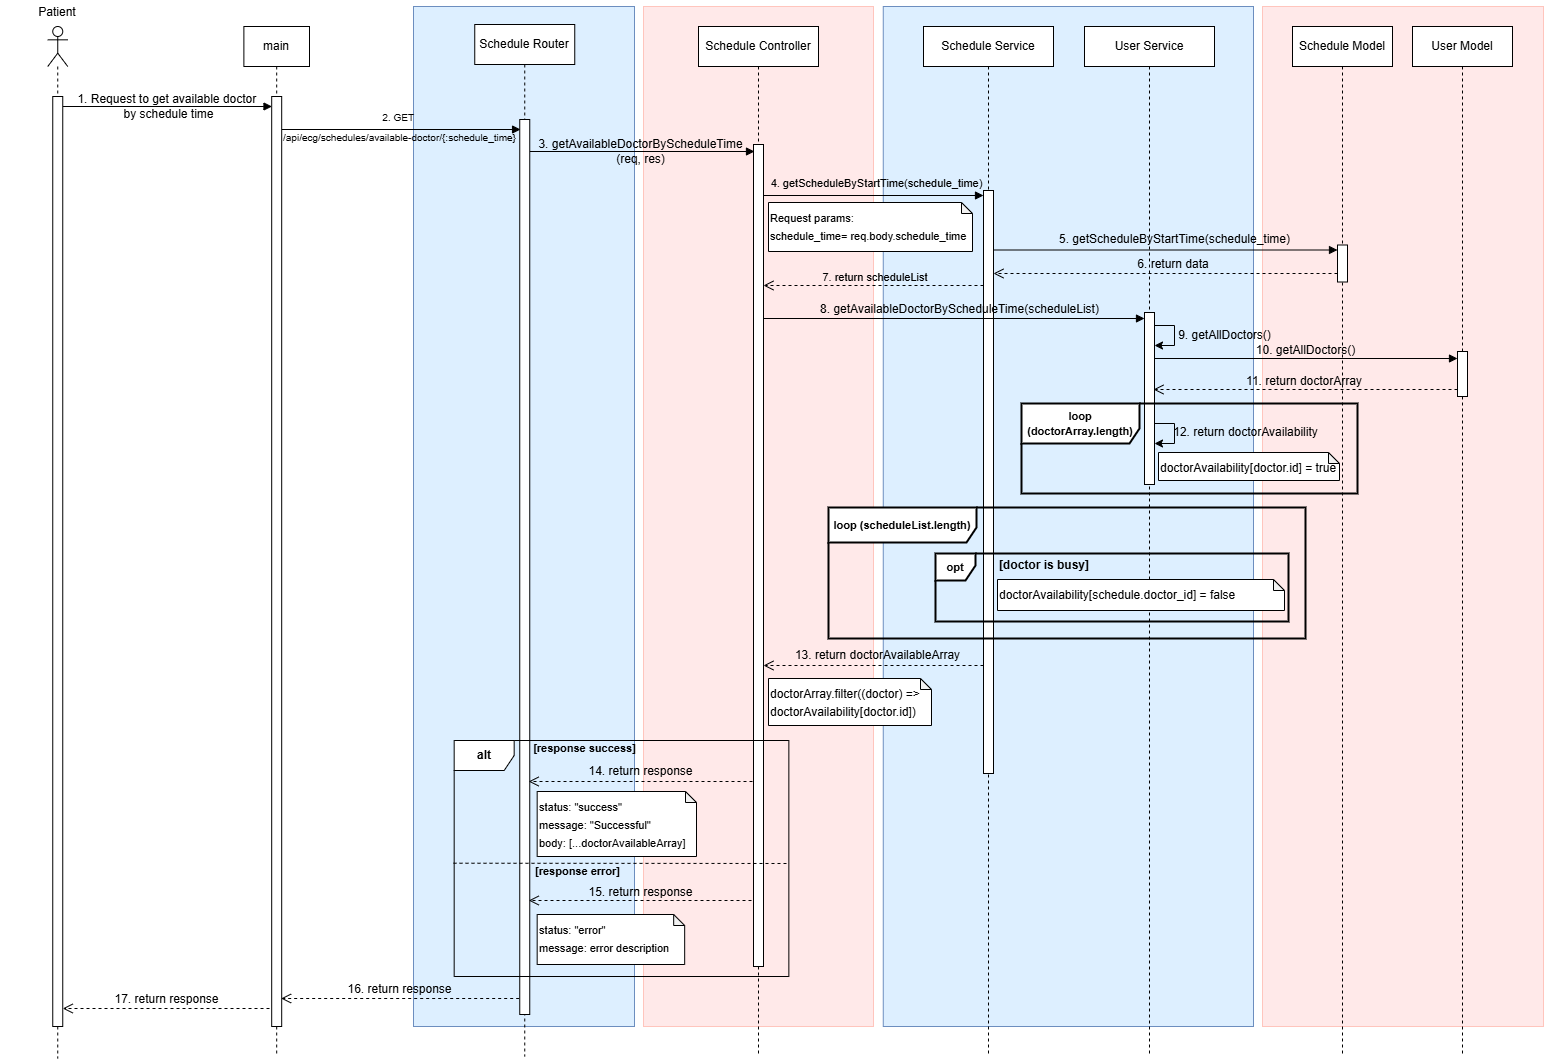 Patient
main
Schedule Router
Schedule Controller
Schedule Service
User Service
Schedule Model
User Model
1. Request to get available doctor
by schedule time
2. GET
/api/ecg/schedules/available-doctor/{:schedule_time}
3. getAvailableDoctorByScheduleTime
(req, res)
4. getScheduleByStartTime(schedule_time)
Request params:
schedule_time= req.body.schedule_time
5. getScheduleByStartTime(schedule_time)
6. return data
7. return scheduleList
8. getAvailableDoctorByScheduleTime(scheduleList)
9. getAllDoctors()
10. getAllDoctors()
11. return doctorArray
loop
(doctorArray.length)
12. return doctorAvailability
doctorAvailability[doctor.id] = true
loop (scheduleList.length)
opt
[doctor is busy]
doctorAvailability[schedule.doctor_id] = false
13. return doctorAvailableArray
doctorArray.filter((doctor) =>
doctorAvailability[doctor.id])
alt
[response success]
14. return response
status: "success"
message: "Successful"
body: [...doctorAvailableArray]
[response error]
15. return response
status: "error"
message: error description
16. return response
17. return response